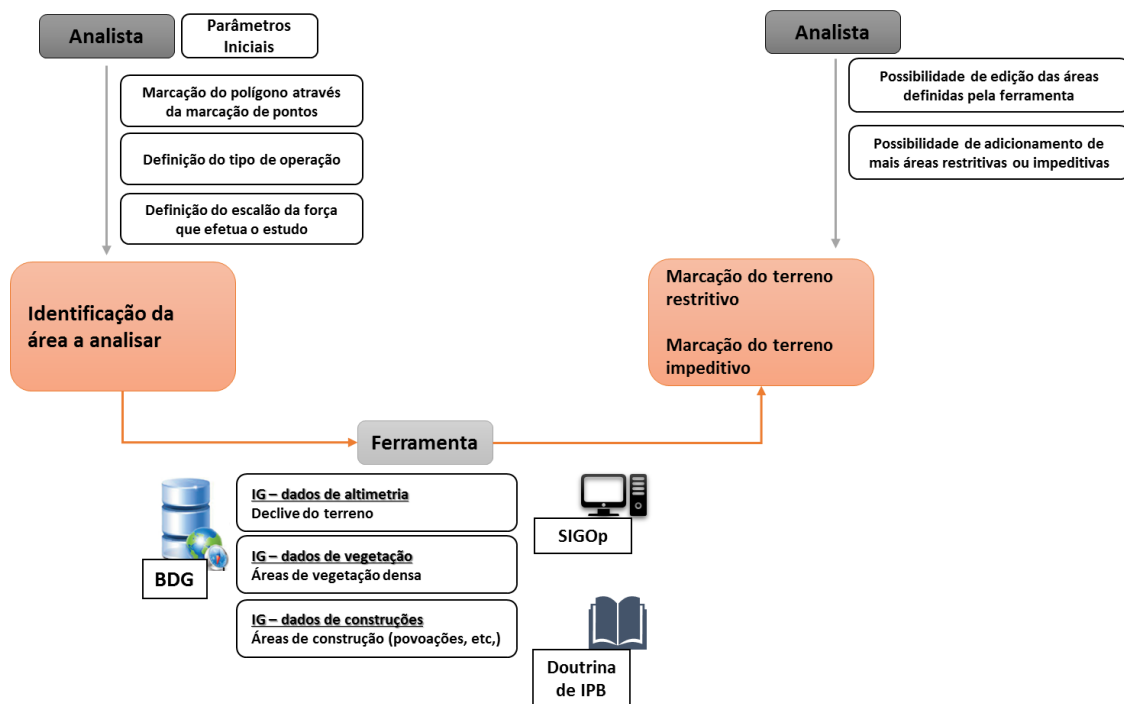 Analista
Parâmetros
Iniciais
Marcação do polígono através
da marcação de pontos
Definição do tipo de operação
Definição do escalão da força
que efetua o estudo
Identificação da
área a analisar
Analista
Possibilidade de edição das áreas
definidas pela ferramenta
Possibilidade de adicionamento de
mais áreas restritivas ou impeditivas
Marcação do terreno
restritivo
Marcação do terreno
impeditivo
Ferramenta
BDG
IG – dados de altimetria
Declive do terreno
IG – dados de vegetação
Áreas de vegetação densa
IG – dados de construções
Áreas de construção (povoações, etc,)
SIGOp
Doutrina
de IPB